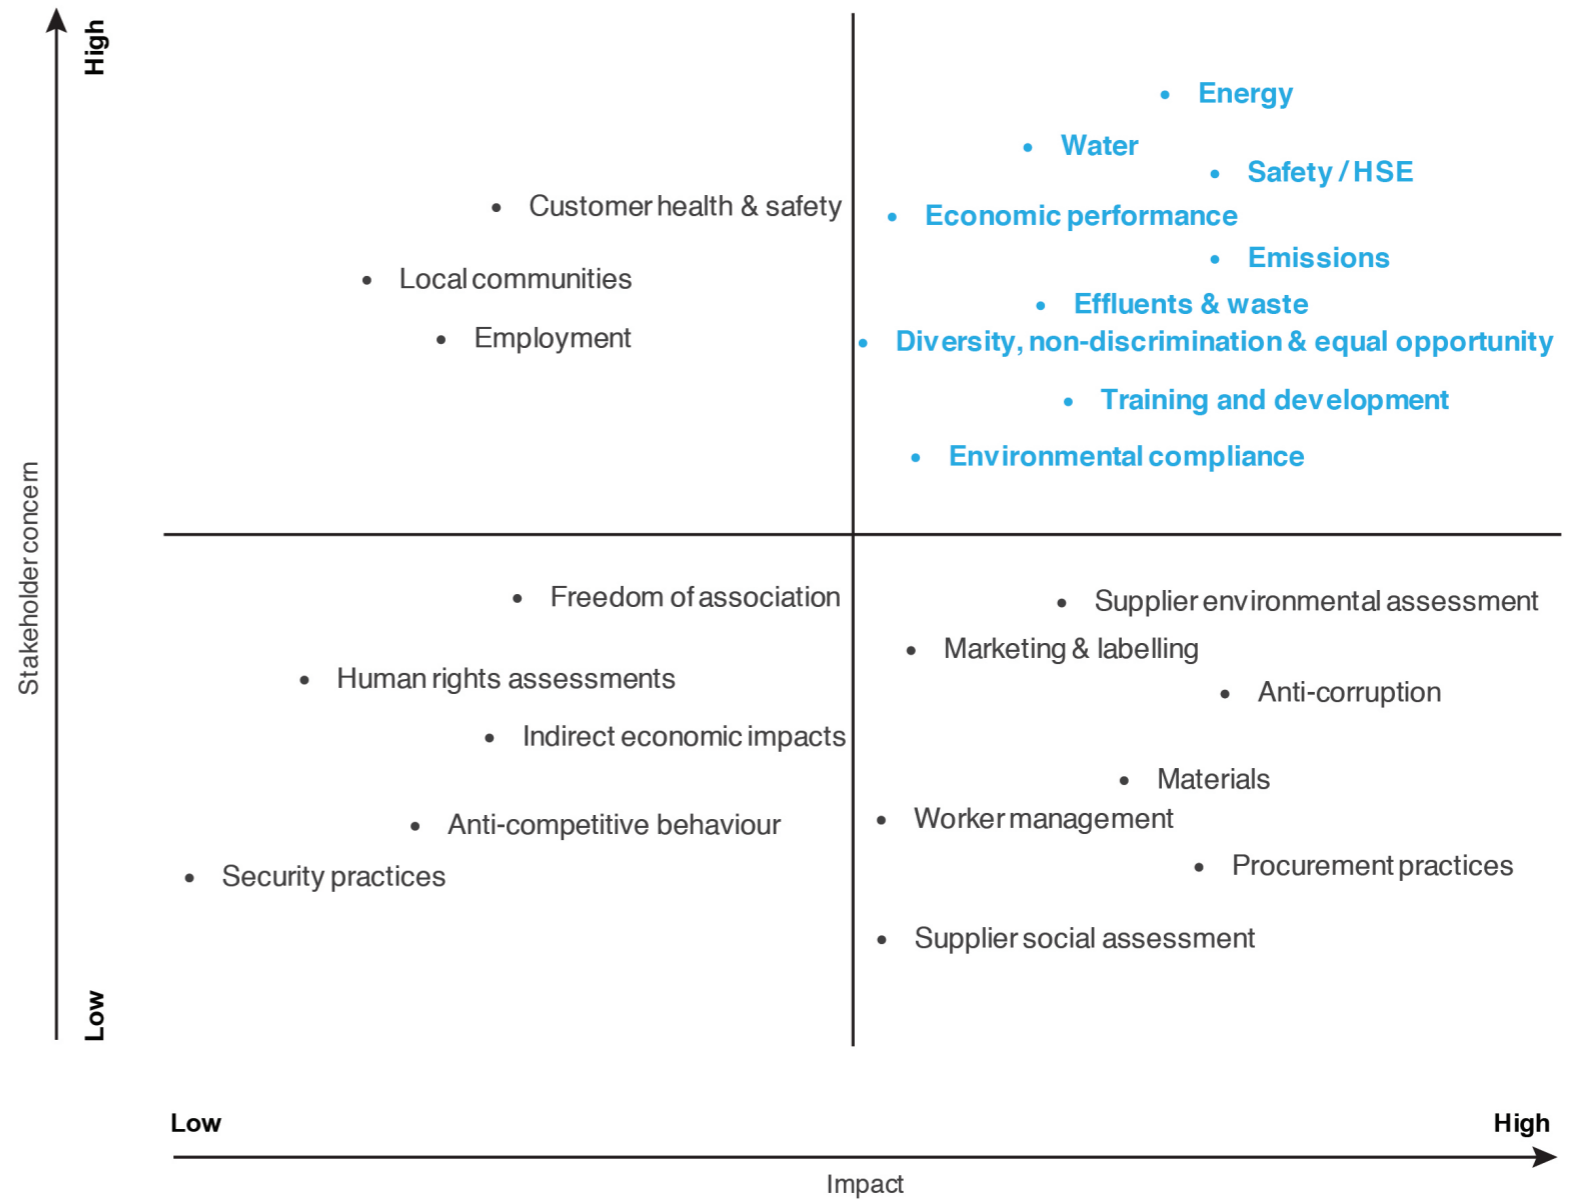 High
Energy
Water
Safety / HSE
Customer health & safety
Economic performance
Emissions
Local communities
Effluents & waste
Employment
Diversity, non-discrimination & equal opportunity
Training and development
Environmental compliance
Stakeholder concern
Freedom of association
Supplier environmental assessment
Marketing & labelling
Human rights assessments
Anti-corruption
Indirect economic impacts
Materials
Worker management
Anti-competitive behaviour
Procurement practices
Security practices
Supplier social assessment
Low
Low
High
Impact